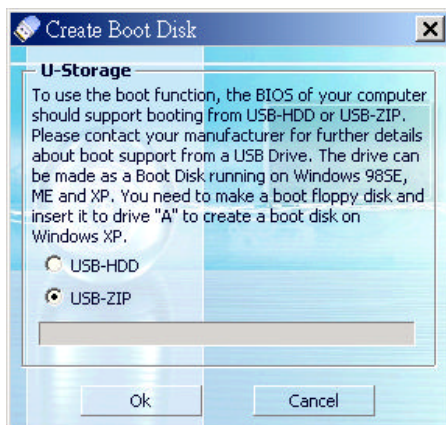 Create Boot Disk
U-Storage
To use the boot function, the BIOS of your computer
should support booting from USB-HDD or USB-ZIP.
Please contact your manufacturer for further details
about boot support from a USB Drive. The drive can
be made as a Boot Disk running on Windows 98SE,
ME and XP. You need to make a boot floppy disk and
insert it to drive "A" to create a boot disk on
Windows XP.
USB-HDD
USB-ZIP
Ok Cancel